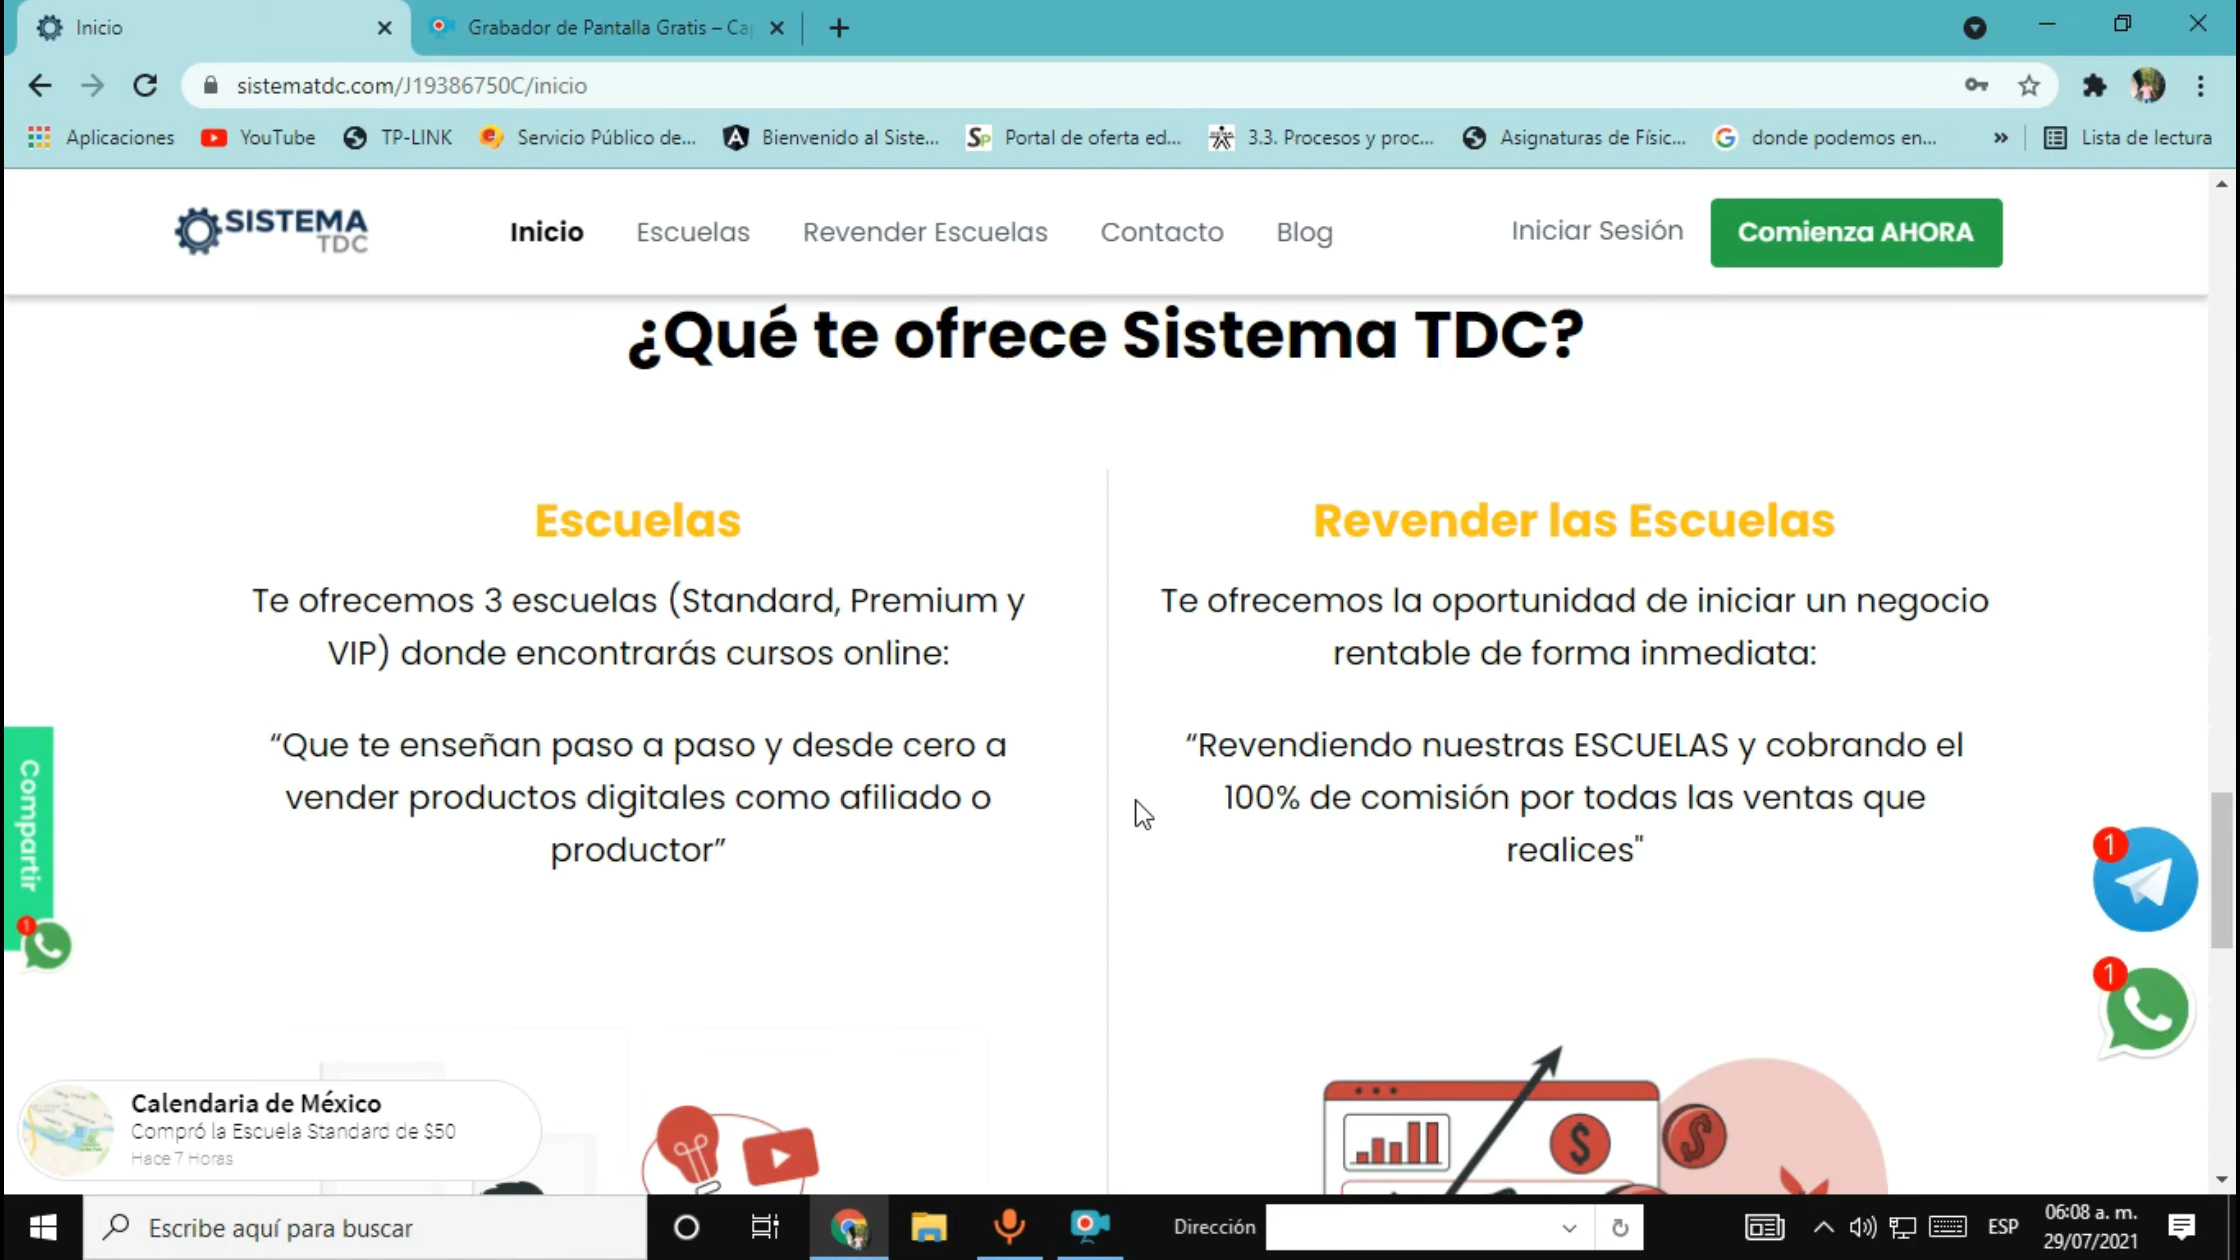 Inicio
Grabador de Pantalla Gratis – Ca
sistematdc.com/J19386750C/inicio
Aplicaciones
YouTube
TP-LINK
Servicio Público de...
Bienvenido al Siste...
Portal de oferta ed...
3.3. Procesos y proc...
Asignaturas de Físic...
donde podemos en...
»
Lista de lectura
SISTEMA
TDC
Inicio
Escuelas
Revender Escuelas
Contacto
Blog
Iniciar Sesión
Comienza AHORA
¿Qué te ofrece Sistema TDC?
Escuelas
Te ofrecemos 3 escuelas (Standard, Premium y
VIP) donde encontrarás cursos online:
“Que te enseñan paso a paso y desde cero a
vender productos digitales como afiliado o
productor”
Revender las Escuelas
Te ofrecemos la oportunidad de iniciar un negocio
rentable de forma inmediata:
“Revendiendo nuestras ESCUELAS y cobrando el
100% de comisión por todas las ventas que
realices"
Compartir
1
1
1
Calendaria de México
Compró la Escuela Standard de $50
Hace 7 Horas
$
$
Escribe aquí para buscar
Dirección
ESP
06:08 a. m.
29/07/2021